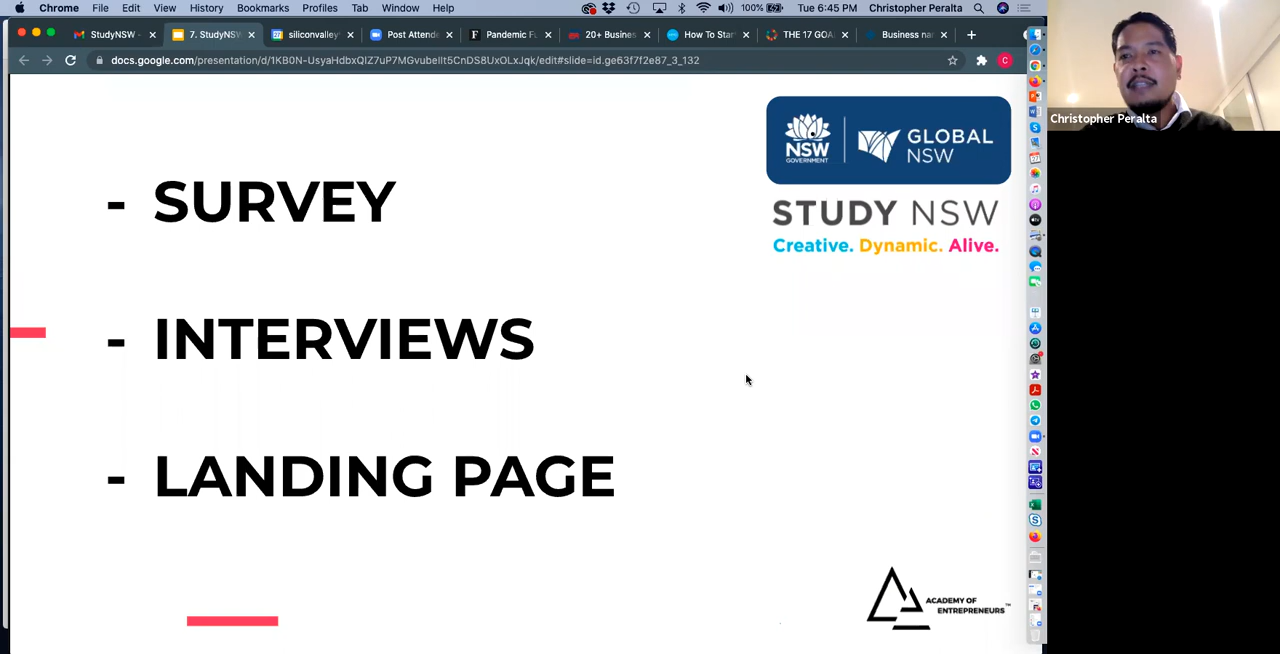 Chrome File Edit View History Bookmarks Profiles Tab Window Help 100% Tue 6:45 PM Christopher Peralta
StudyNSW - 7. StudyNSW siliconvalley Post Attende Pandemic Fu 20+ Busines How To Star THE 17 GOA Business nar
docs.google.com/presentation/d/1KB0N-UsyaHdbxQlZ7uP7MGvubeIIt5CnDS8UxOLxJqk/edit#slide=id.ge63f7f2e87_3_132
C
Christopher Peralta
NSW
GOVERNMENT
GLOBAL
NSW
STUDY NSW
Creative. Dynamic. Alive.
- SURVEY
- INTERVIEWS
- LANDING PAGE
ACADEMY OF
ENTREPRENEURS™